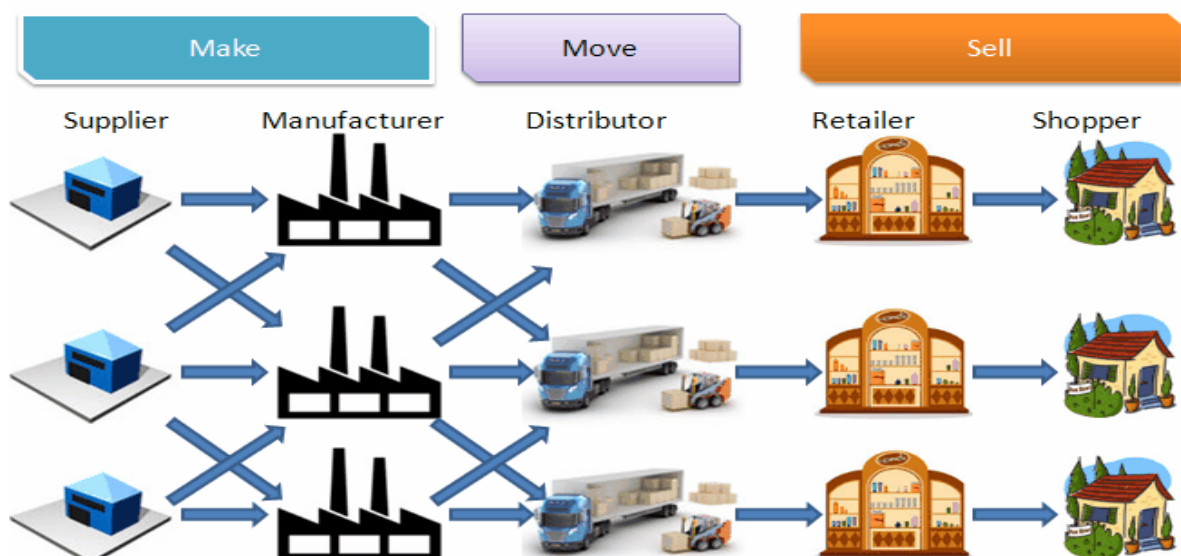 Make
Move
Sell
Supplier
Manufacturer
Distributor
Retailer
Shopper